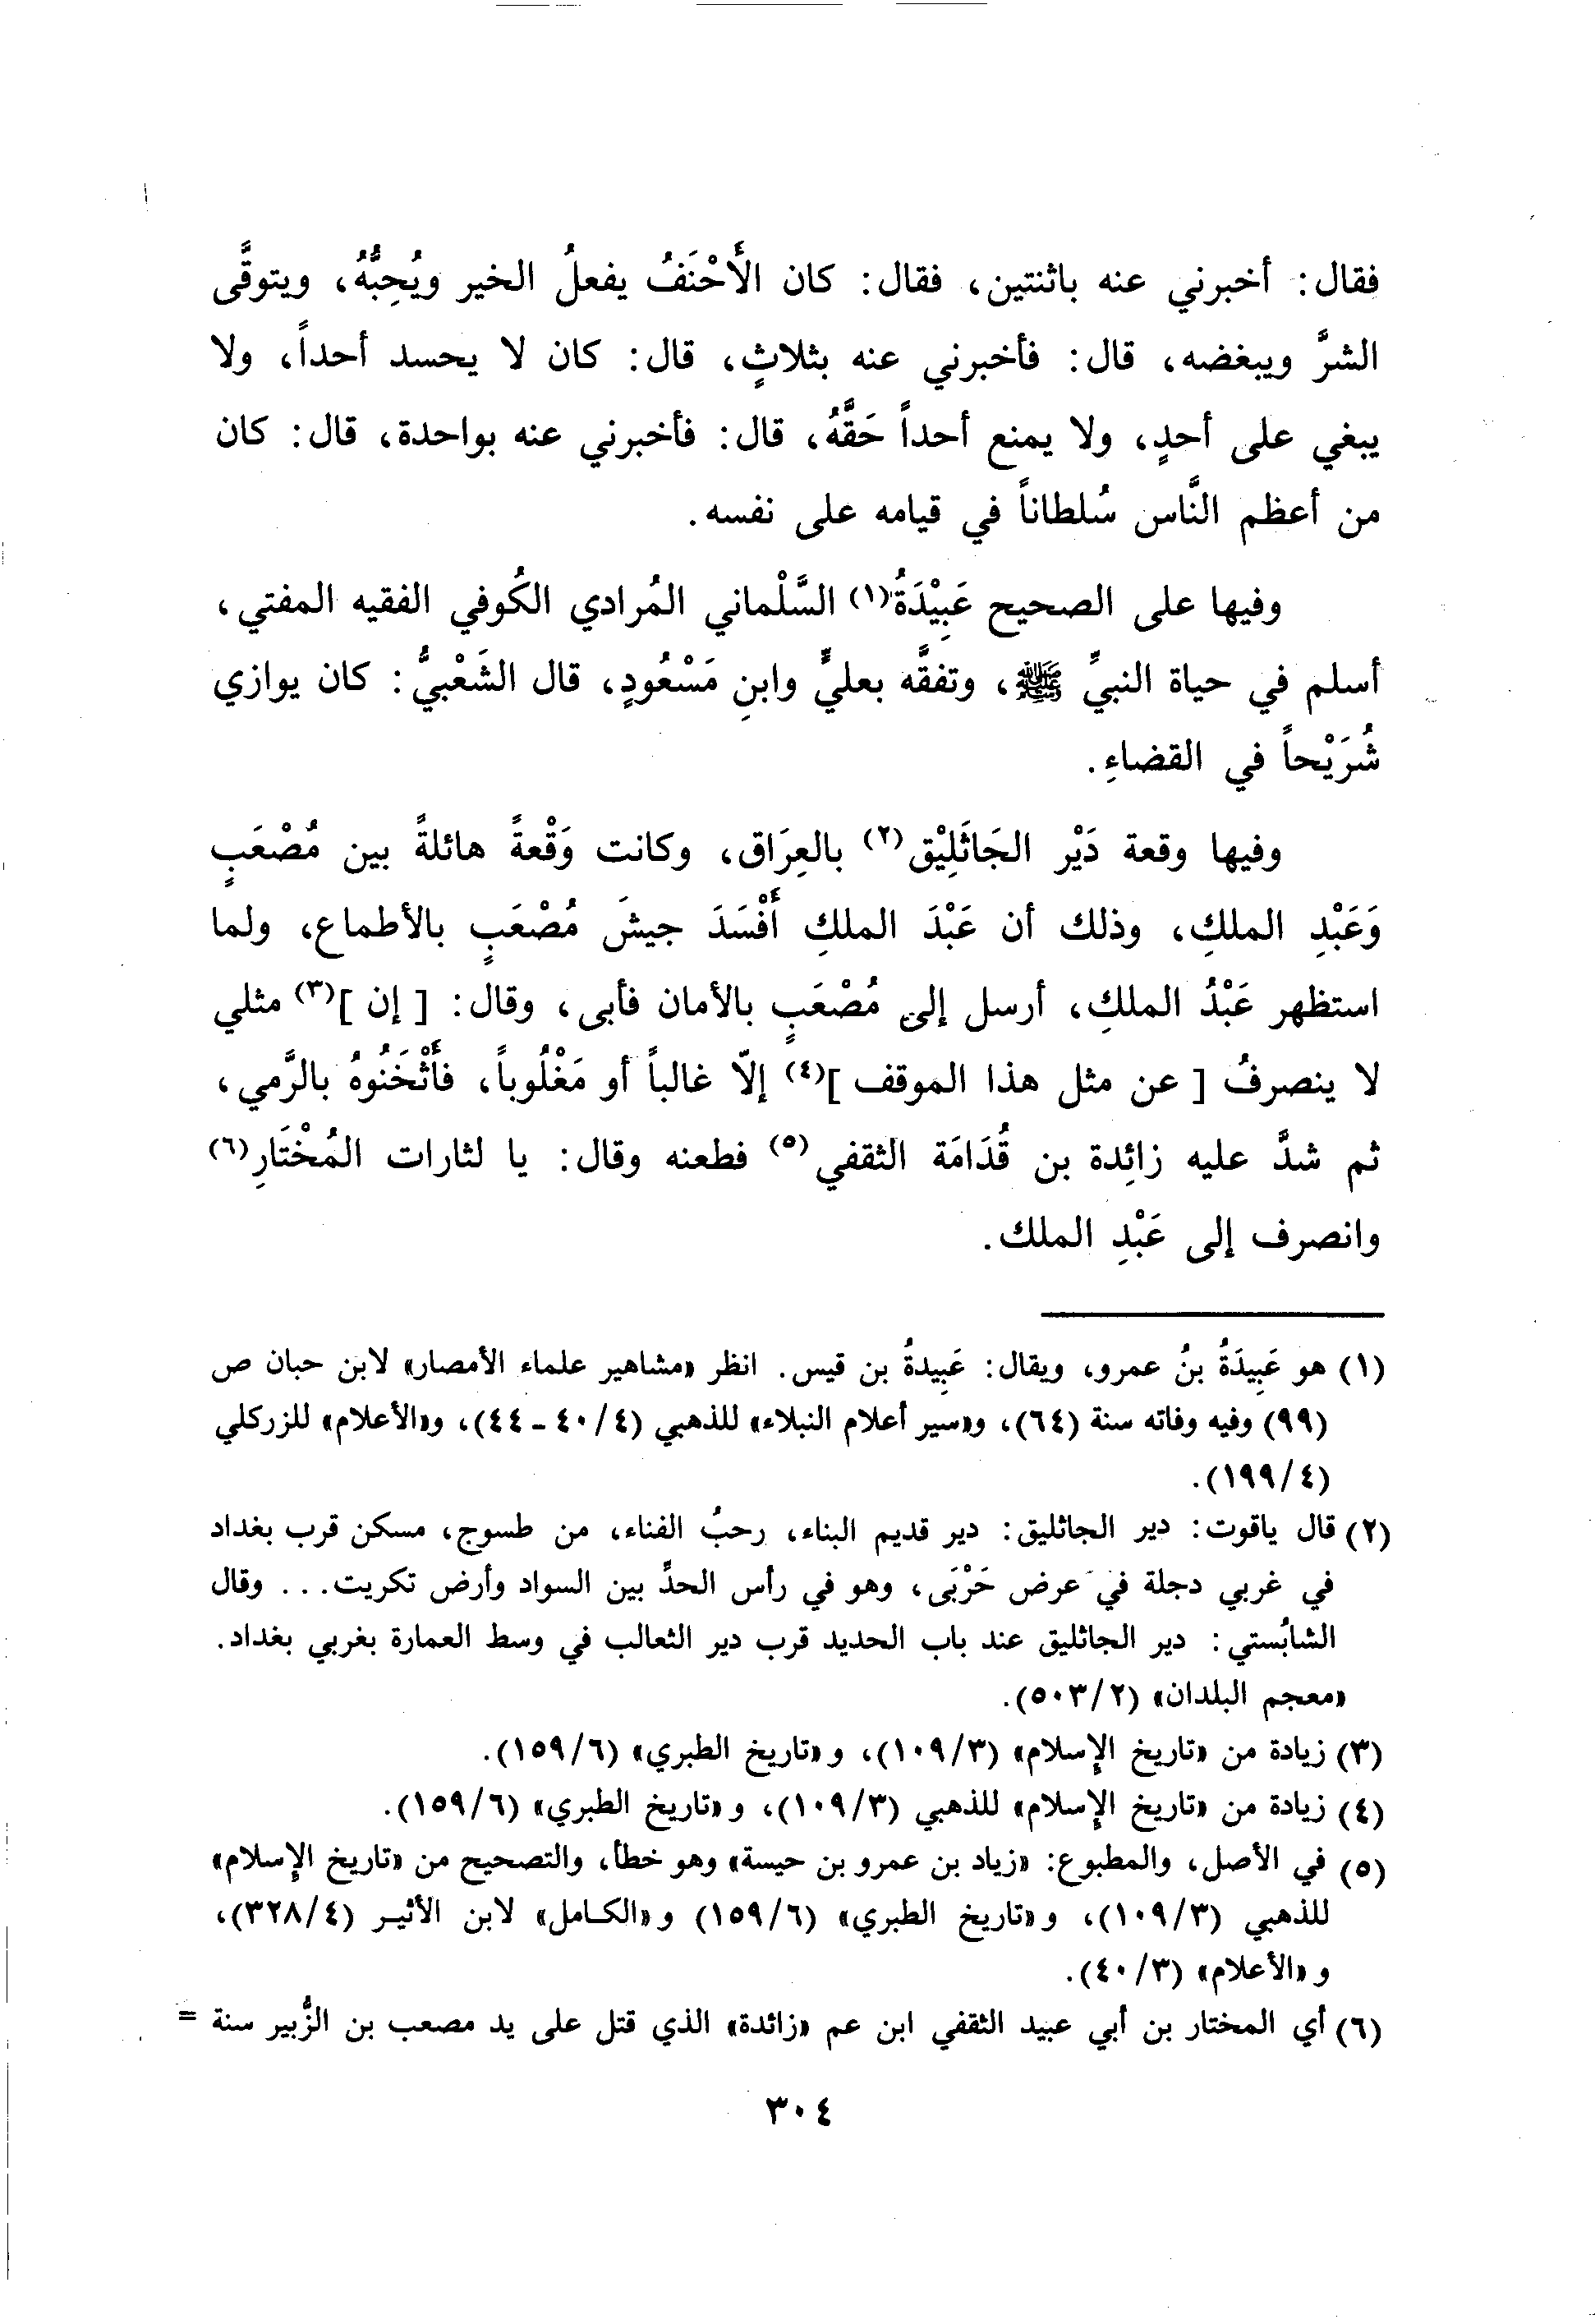 فقال: أخبرني عنه باثنتين، فقال: كان الأَحْنَفُ يفعلُ الخير ويُحِبُّهُ، ويتوقَّى
الشرَّ ويبغضه، قال: فأخبرني عنه بثلاثٍ، قال: كان لا يحسد أحداً، ولا
يبغي على أحدٍ، ولا يمنع أحداً حَقَّهُ، قال: فأخبرني عنه بواحدة، قال: كان
من أعظم النَّاس سُلطاناً في قيامه على نفسه.
وفيها على الصحيح عَبِيْدَةُ(١) السَّلْماني المُرادي الكُوفي الفقيه المفتي،
أسلم في حياة النبيِّ ﷺ، وتفقَّه بعليٍّ وابنِ مَسْعُودٍ، قال الشَعْبيُّ: كان يوازي
شُرَيْحاً في القضاءِ.
وفيها وقعة دَيْر الجَاثَلِيْق(٢) بالعِرَاق، وكانت وَقْعةً هائلةً بين مُصْعَبٍ
وَعَبْدِ الملكِ، وذلك أن عَبْدَ الملكِ أَفْسَدَ جيشَ مُصْعَبٍ بالأطماع، ولما
استظهر عَبْدُ الملكِ، أرسل إلى مُصْعَبٍ بالأمان فأبى، وقال: [ إن ](٣) مثلي
لا ينصرفُ [ عن مثل هذا الموقف ](٤) إلاّ غالباً أو مَغْلُوباً، فأَثْخَنُوهُ بالرَّمي،
ثم شدَّ عليه زائِدة بن قُدَامَة الثقفي(٥) فطعنه وقال: يا لثارات المُخْتَارِ(٦)
وانصرف إلى عَبْدِ الملك.
(١) هو عَبِيدَةُ بنُ عمرو، ويقال: عَبِيدةُ بن قيس. انظر «مشاهير علماء الأمصار» لابن حبان ص
(٩٩) وفيه وفاته سنة (٦٤)، و«سير أعلام النبلاء» للذهبي (٤/٤٠ - ٤٤)، و«الأعلام» للزركلي
(٤/١٩٩).
(٢) قال ياقوت: دير الجاثليق: دير قديم البناء، رحبُ الفناء، من طسوج، مسكن قرب بغداد
في غربي دجلة في عرض حَرْبَى، وهو في رأس الحدِّ بين السواد وأرض تكريت... وقال
الشابُستي: دير الجاثليق عند باب الحديد قرب دير الثعالب في وسط العمارة بغربي بغداد.
«معجم البلدان» (٢/٥٠٣).
(٣) زيادة من «تاريخ الإسلام» (٣/١٠٩)، و«تاريخ الطبري» (٦/١٥٩).
(٤) زيادة من «تاريخ الإسلام» للذهبي (٣/١٠٩)، و«تاريخ الطبري» (٦/١٥٩).
(٥) في الأصل، والمطبوع: «زياد بن عمرو بن حيسة» وهو خطأ، والتصحيح من «تاريخ الإسلام»
للذهبي (٣/١٠٩)، و«تاريخ الطبري» (٦/١٥٩) و«الكامل» لابن الأثير (٤/٣٢٨)،
و«الأعلام» (٣/٤٠).
(٦) أي المختار بن أبي عبيد الثقفي ابن عم «زائدة» الذي قتل على يد مصعب بن الزُّبير سنة =
٣٠٤